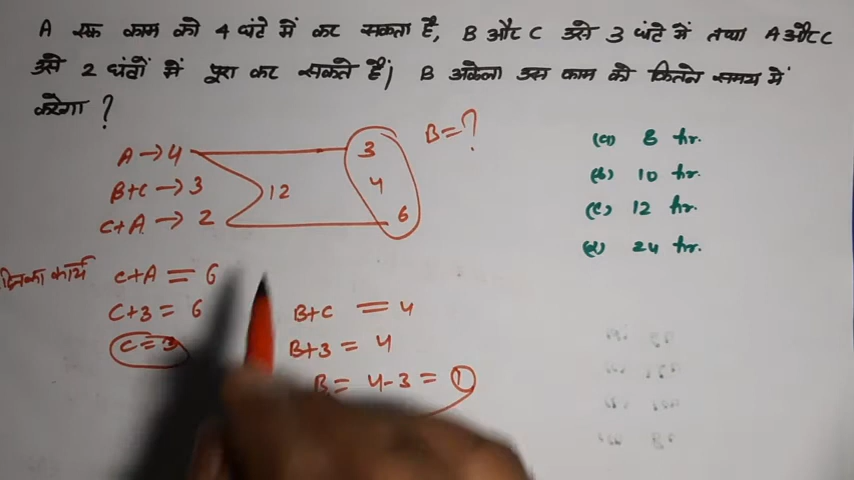 A एक काम को 4 घंटे में कर सकता है, B और C उसे 3 घंटे में तथा A और C
उसे 2 घंटों में पूरा कर सकते हैं| B अकेला उस काम को कितने समय में
करेगा ?
A → 4 3 B = ?
B+C → 3 12 4
C+A → 2 6
(a) 8 hr.
(b) 10 hr.
(c) 12 hr.
(d) 24 hr.
कार्य C+A = 6
C+3 = 6
C = 3
B+C = 4
B+3 = 4
B = 4-3 = 1